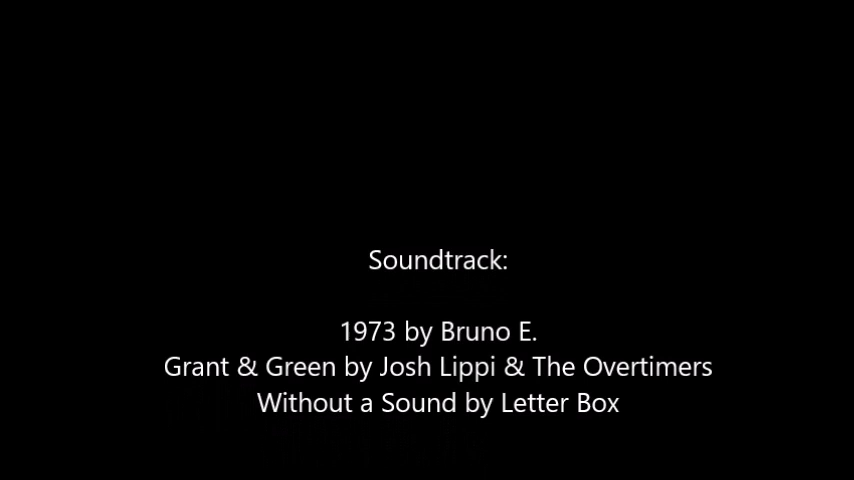 Soundtrack:
1973 by Bruno E.
Grant & Green by Josh Lippi & The Overtimers
Without a Sound by Letter Box